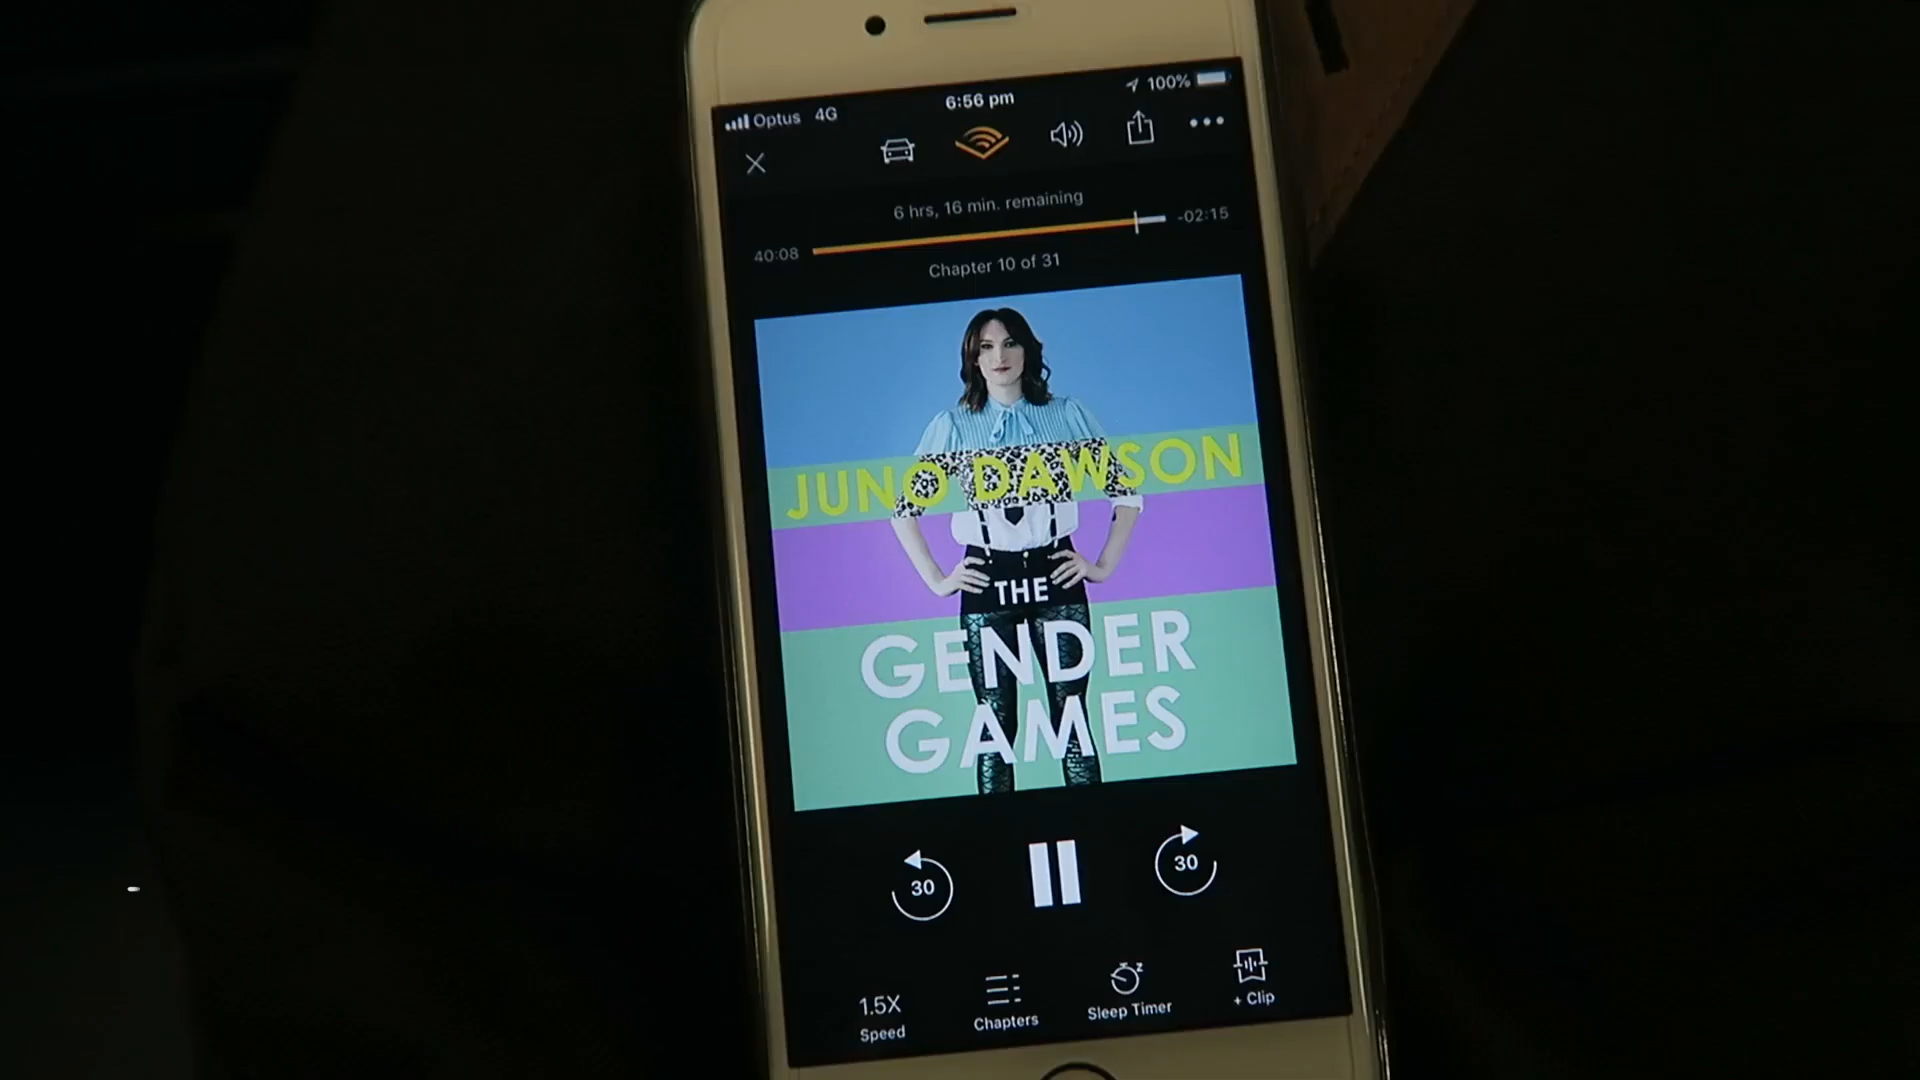 Optus 4G 6:56 pm 100%
6 hrs, 16 min. remaining
40:08 -02:15
Chapter 10 of 31
JUNO DAWSON
THE
GENDER
GAMES
30 30
1.5X
Speed Chapters Sleep Timer + Clip